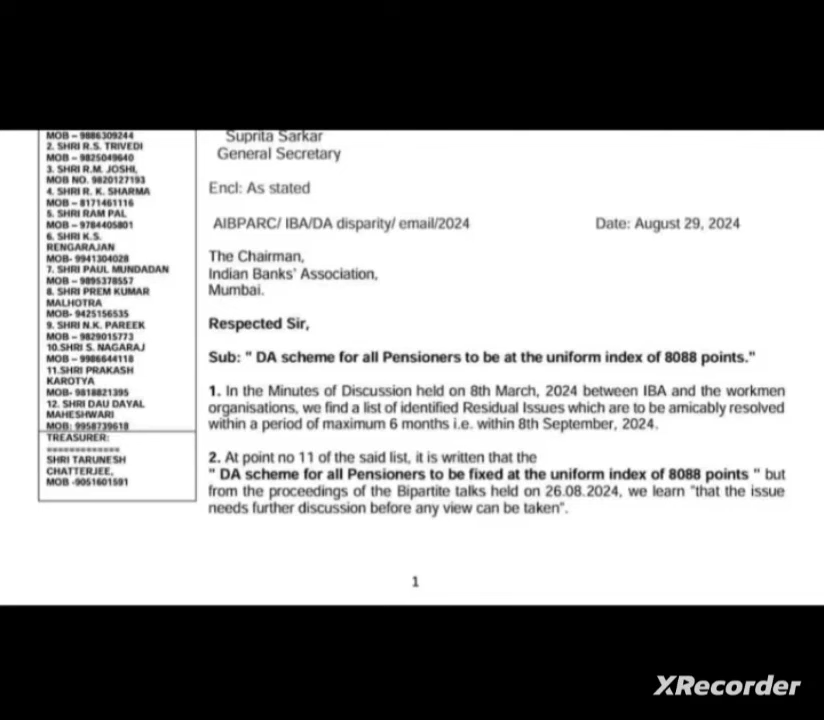 MOB – 9886309244
2. SHRI R.S. TRIVEDI
MOB – 9825049640
3. SHRI R.M. JOSHI,
MOB NO. 9820127193
4. SHRI R. K. SHARMA
MOB – 8171461116
5. SHRI RAM PAL
MOB – 9784405801
6. SHRI K.S.
RENGARAJAN
MOB- 9941304028
7. SHRI PAUL MUNDADAN
MOB – 9895378557
8. SHRI PREM KUMAR
MALHOTRA
MOB- 9425156535
9. SHRI N.K. PAREEK
MOB – 9829015773
10.SHRI S. NAGARAJ
MOB – 9986644118
11.SHRI PRAKASH
KAROTYA
MOB- 9818821395
12. SHRI DAU DAYAL
MAHESHWARI
MOB: 9958739618
TREASURER:
=============
SHRI TARUNESH
CHATTERJEE,
MOB -9051601591
Suprita Sarkar
General Secretary
Encl: As stated
AIBPARC/ IBA/DA disparity/ email/2024 Date: August 29, 2024
The Chairman,
Indian Banks' Association,
Mumbai.
Respected Sir,
Sub: " DA scheme for all Pensioners to be at the uniform index of 8088 points."
1. In the Minutes of Discussion held on 8th March, 2024 between IBA and the workmen
organisations, we find a list of identified Residual Issues which are to be amicably resolved
within a period of maximum 6 months i.e. within 8th September, 2024.
2. At point no 11 of the said list, it is written that the
" DA scheme for all Pensioners to be fixed at the uniform index of 8088 points " but
from the proceedings of the Bipartite talks held on 26.08.2024, we learn "that the issue
needs further discussion before any view can be taken".
1
XRecorder